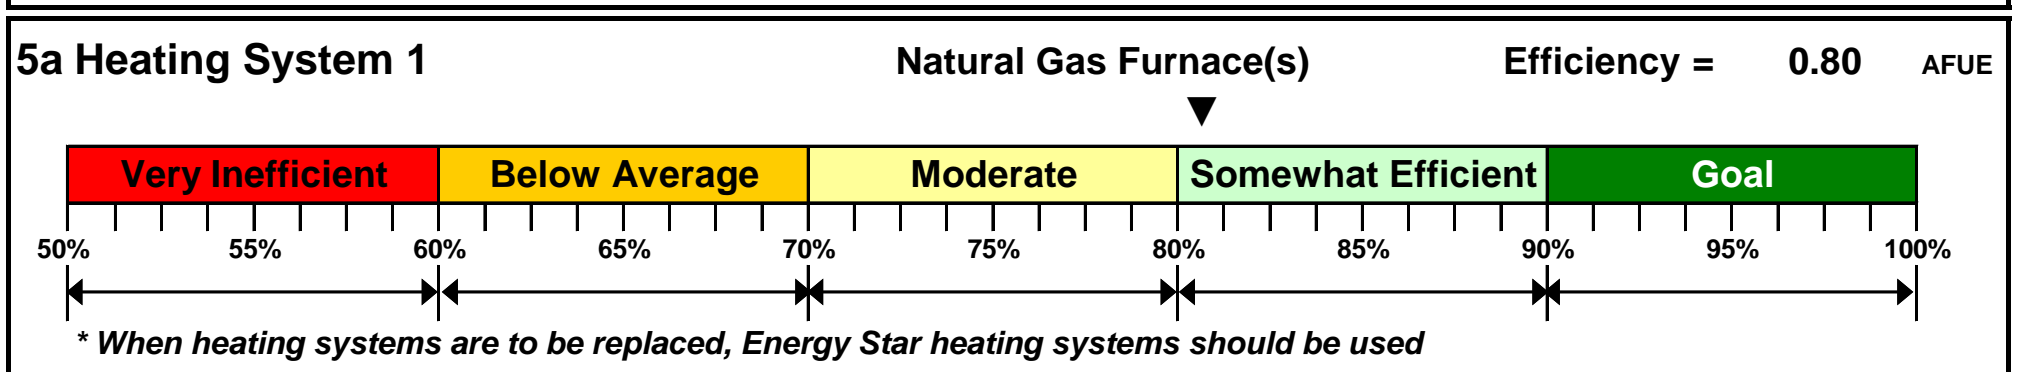 5a Heating System 1 Natural Gas Furnace(s) Efficiency = 0.80 AFUE
Very Inefficient Below Average Moderate Somewhat Efficient Goal
50% 55% 60% 65% 70% 75% 80% 85% 90% 95% 100%
* When heating systems are to be replaced, Energy Star heating systems should be used